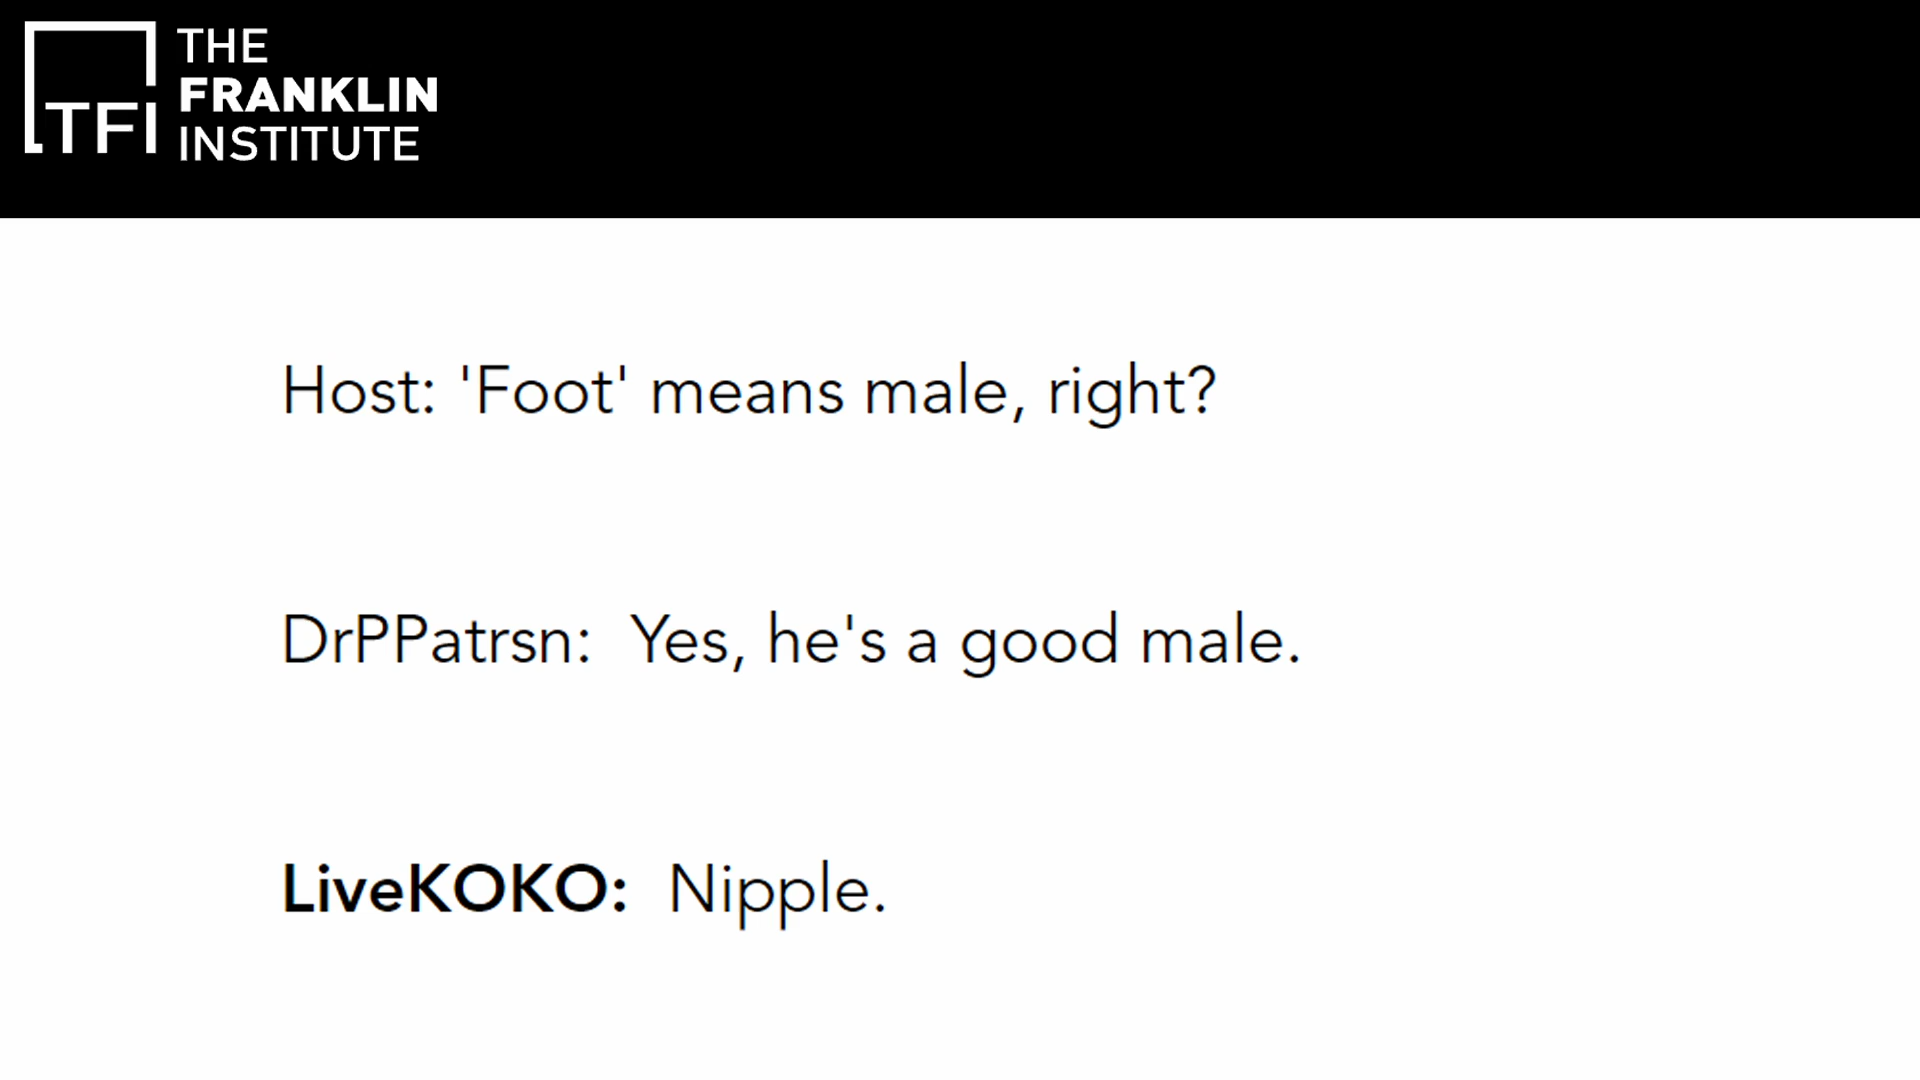 THE
FRANKLIN
INSTITUTE
TFI
Host: 'Foot' means male, right?
DrPPatrsn: Yes, he's a good male.
LiveKOKO: Nipple.